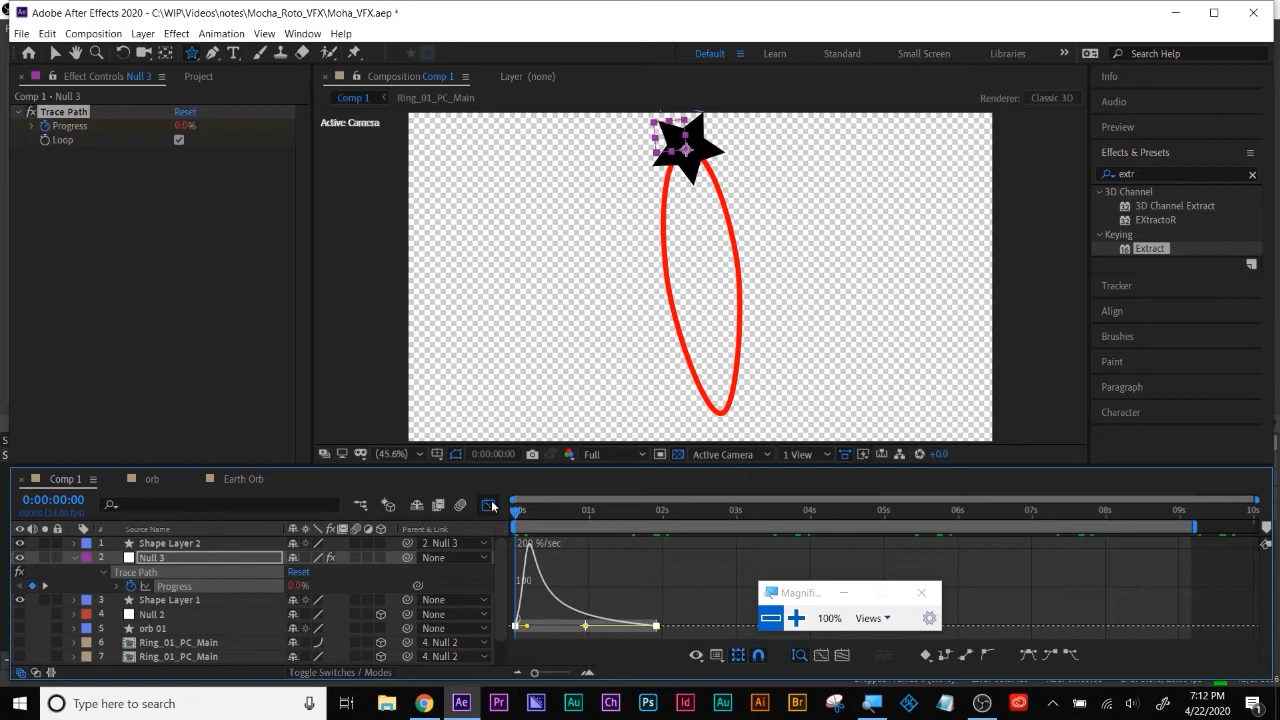 Adobe After Effects 2020 - C:\WIP\Videos\notes\Mocha_Roto_VFX\Moha_VFX.aep *
File Edit Composition Layer Effect Animation View Window Help
Default Learn Standard Small Screen Libraries Search Help
Effect Controls Null 3 Project
Composition Comp 1 Layer (none)
Info
Comp 1 • Null 3
Comp 1 Ring_01_PC_Main
Renderer: Classic 3D
Audio
fx Trace Path Reset
Active Camera
Progress 0.0%
Preview
Loop
Effects & Presets
extr
3D Channel
3D Channel Extract
EXtractoR
Keying
Extract
Tracker
Align
Brushes
Paint
Paragraph
Character
(45.6%) 0:00:00:00 Full Active Camera 1 View +0.0
Comp 1 orb Earth Orb
0:00:00:00
00000 (24.00 fps)
0s 01s 02s 03s 04s 05s 06s 07s 08s 09s 10s
# Source Name Parent & Link
1 Shape Layer 2 2. Null 3
200 %/sec
2 Null 3 None
Trace Path Reset
100
Progress 0.0%
3 Shape Layer 1 None
4 Null 2 None
5 orb 01 None
6 Ring_01_PC_Main 4. Null 2
7 Ring_01_PC_Main 4. Null 2
Toggle Switches / Modes
Magnifi...
100% Views
Type here to search
7:12 PM
4/22/2020